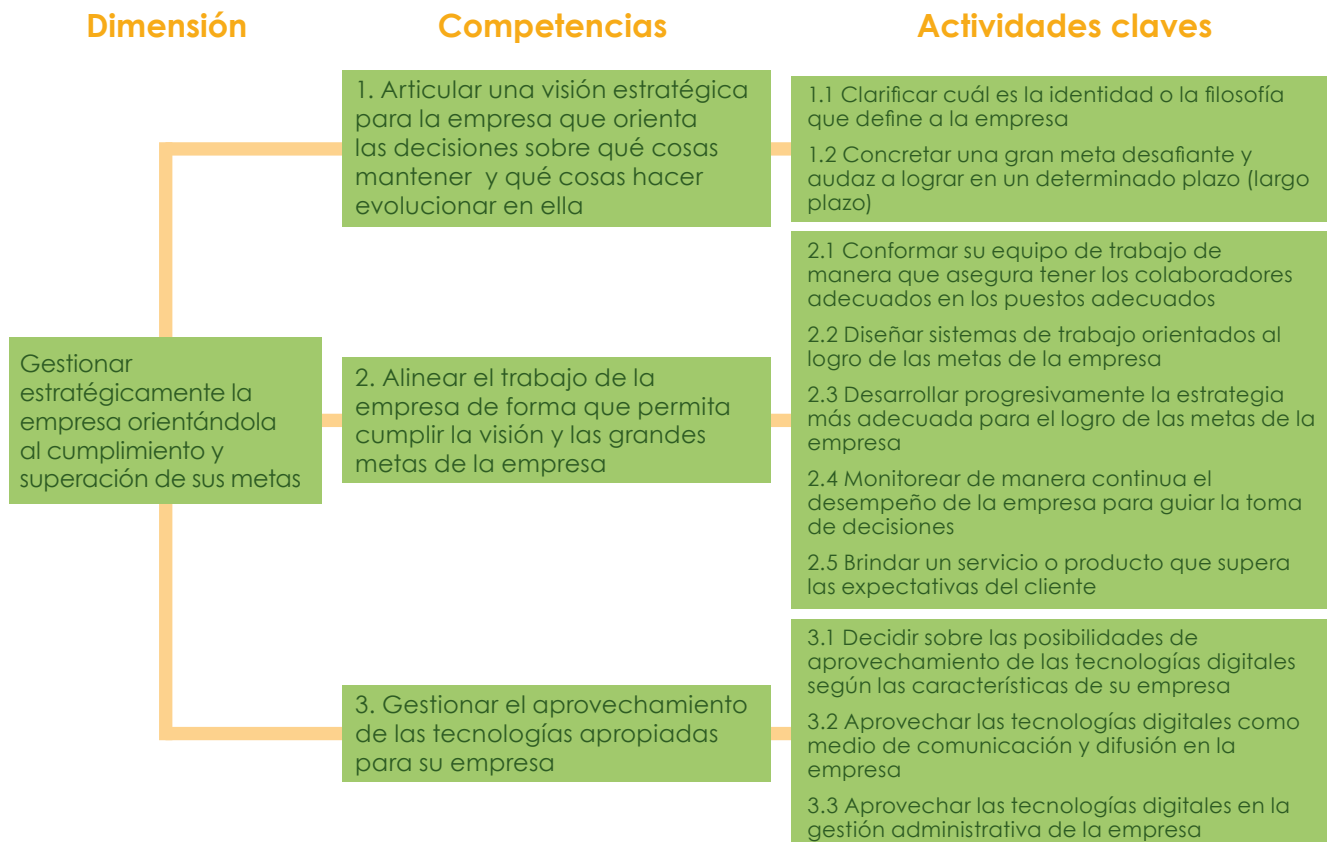 Dimensión
Competencias
Actividades claves
Gestionar
estratégicamente la
empresa orientándola
al cumplimiento y
superación de sus metas
1. Articular una visión estratégica
para la empresa que orienta
las decisiones sobre qué cosas
mantener y qué cosas hacer
evolucionar en ella
1.1 Clarificar cuál es la identidad o la filosofía
que define a la empresa
1.2 Concretar una gran meta desafiante y
audaz a lograr en un determinado plazo (largo
plazo)
2. Alinear el trabajo de la
empresa de forma que permita
cumplir la visión y las grandes
metas de la empresa
2.1 Conformar su equipo de trabajo de
manera que asegura tener los colaboradores
adecuados en los puestos adecuados
2.2 Diseñar sistemas de trabajo orientados al
logro de las metas de la empresa
2.3 Desarrollar progresivamente la estrategia
más adecuada para el logro de las metas de la
empresa
2.4 Monitorear de manera continua el
desempeño de la empresa para guiar la toma
de decisiones
2.5 Brindar un servicio o producto que supera
las expectativas del cliente
3. Gestionar el aprovechamiento
de las tecnologías apropiadas
para su empresa
3.1 Decidir sobre las posibilidades de
aprovechamiento de las tecnologías digitales
según las características de su empresa
3.2 Aprovechar las tecnologías digitales como
medio de comunicación y difusión en la
empresa
3.3 Aprovechar las tecnologías digitales en la
gestión administrativa de la empresa